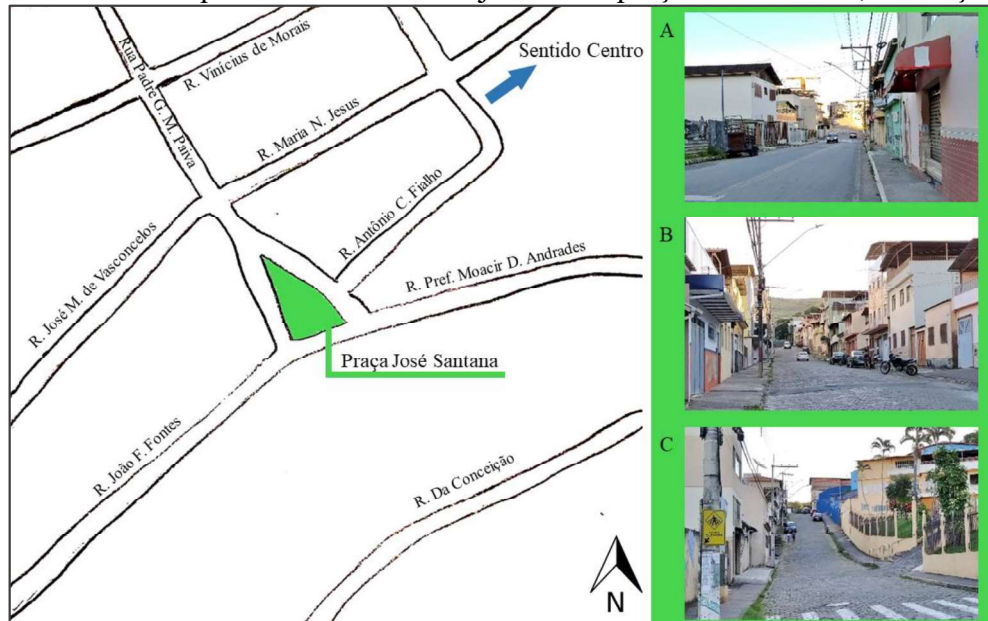 Sentido Centro
R. Vinícius de Morais
Rua Padre G. M. Paiva
R. Maria N. Jesus
R. Antônio C. Fialho
R. José M. de Vasconcelos
R. Pref. Moacir D. Andrades
Praça José Santana
R. João F. Fontes
R. Da Conceição
N
A
B
C